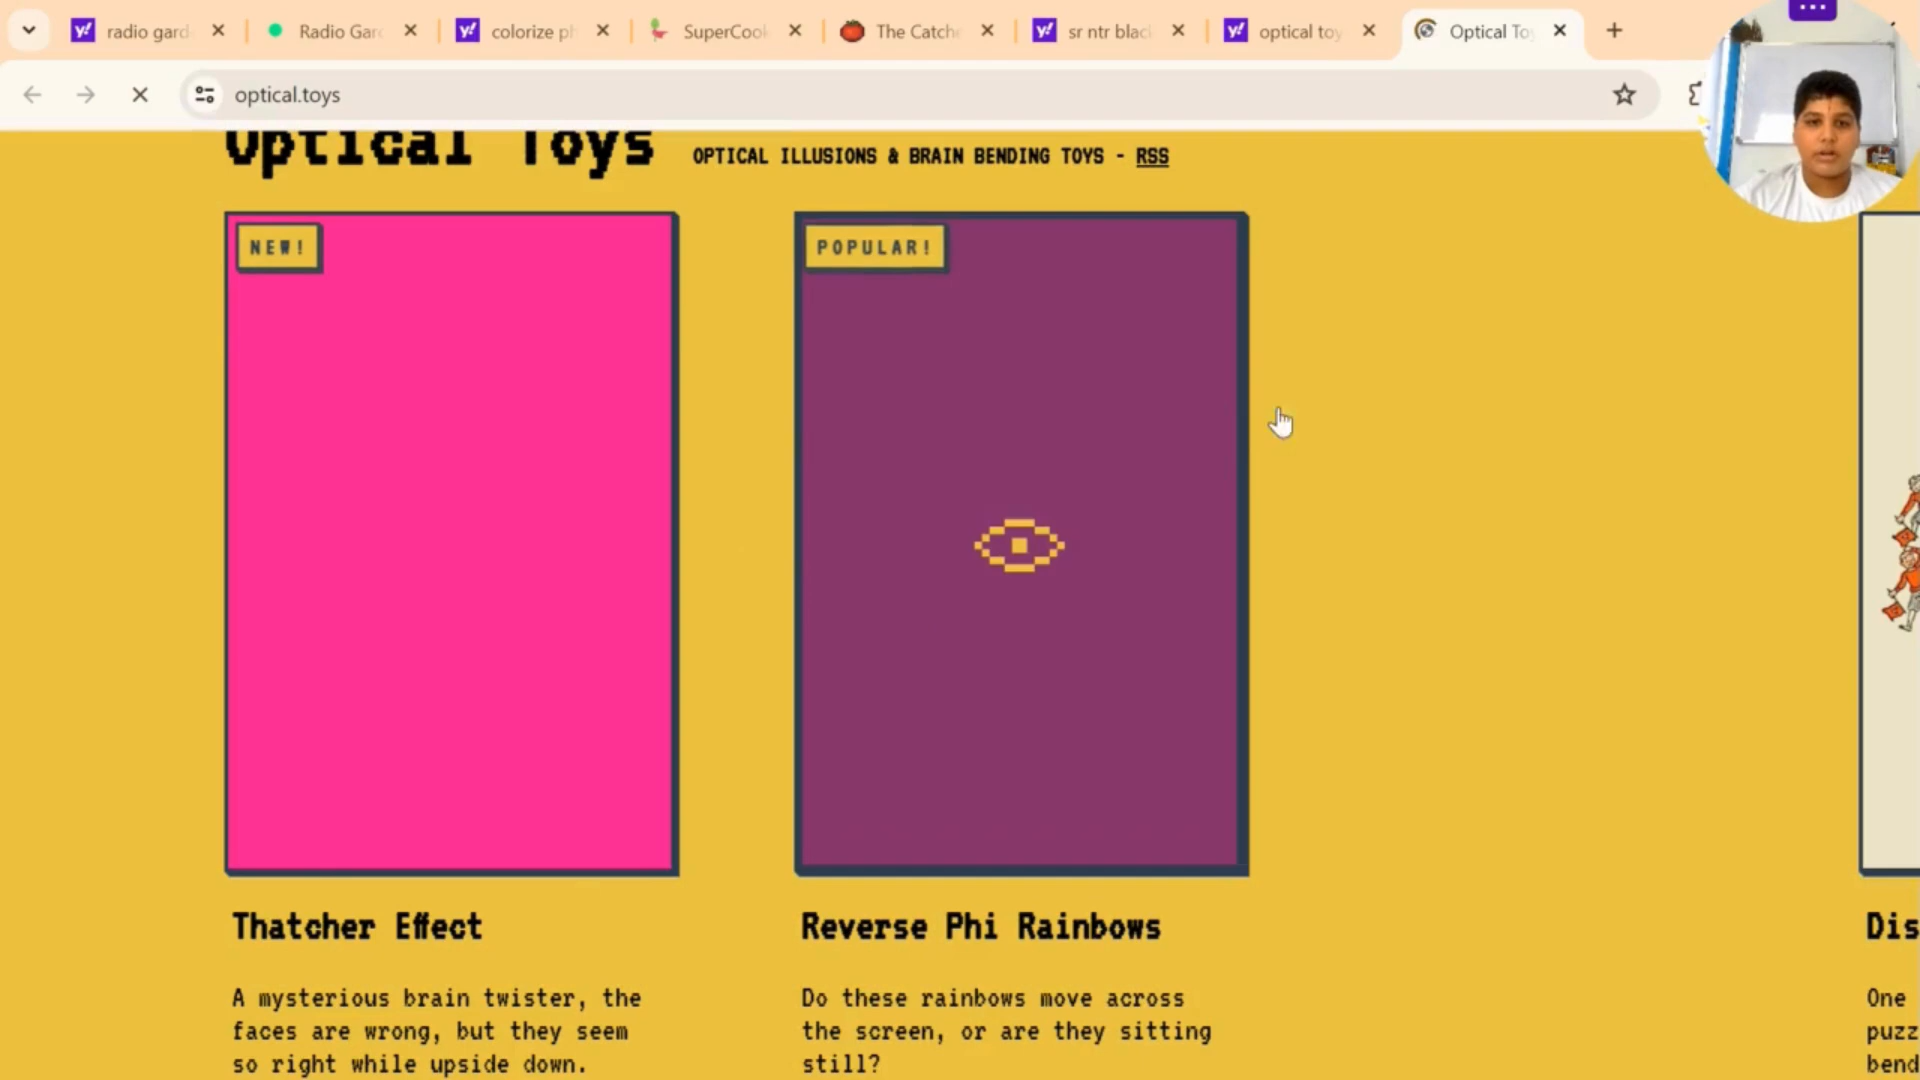 radio gard
Radio Gar
colorize ph
SuperCook
The Catch
sr ntr blac
optical toy
Optical To
optical.toys
Optical Toys
OPTICAL ILLUSIONS & BRAIN BENDING TOYS - RSS
NEW!
POPULAR!
Thatcher Effect
A mysterious brain twister, the
faces are wrong, but they seem
so right while upside down.
Reverse Phi Rainbows
Do these rainbows move across
the screen, or are they sitting
still?
Dis
One
puzz
bend